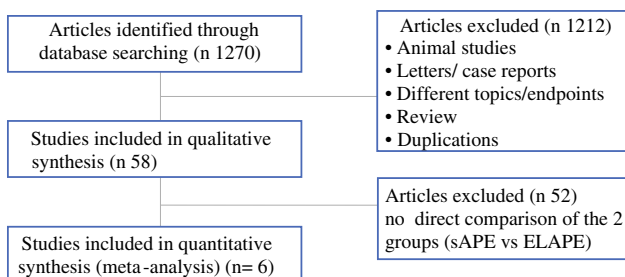 Articles identified through
database searching (n 1270)
Articles excluded (n 1212)
• Animal studies
• Letters/ case reports
• Different topics/endpoints
• Review
• Duplications
Studies included in qualitative
synthesis (n 58)
Articles excluded (n 52)
no direct comparison of the 2
groups (sAPE vs ELAPE)
Studies included in quantitative
synthesis (meta-analysis) (n= 6)